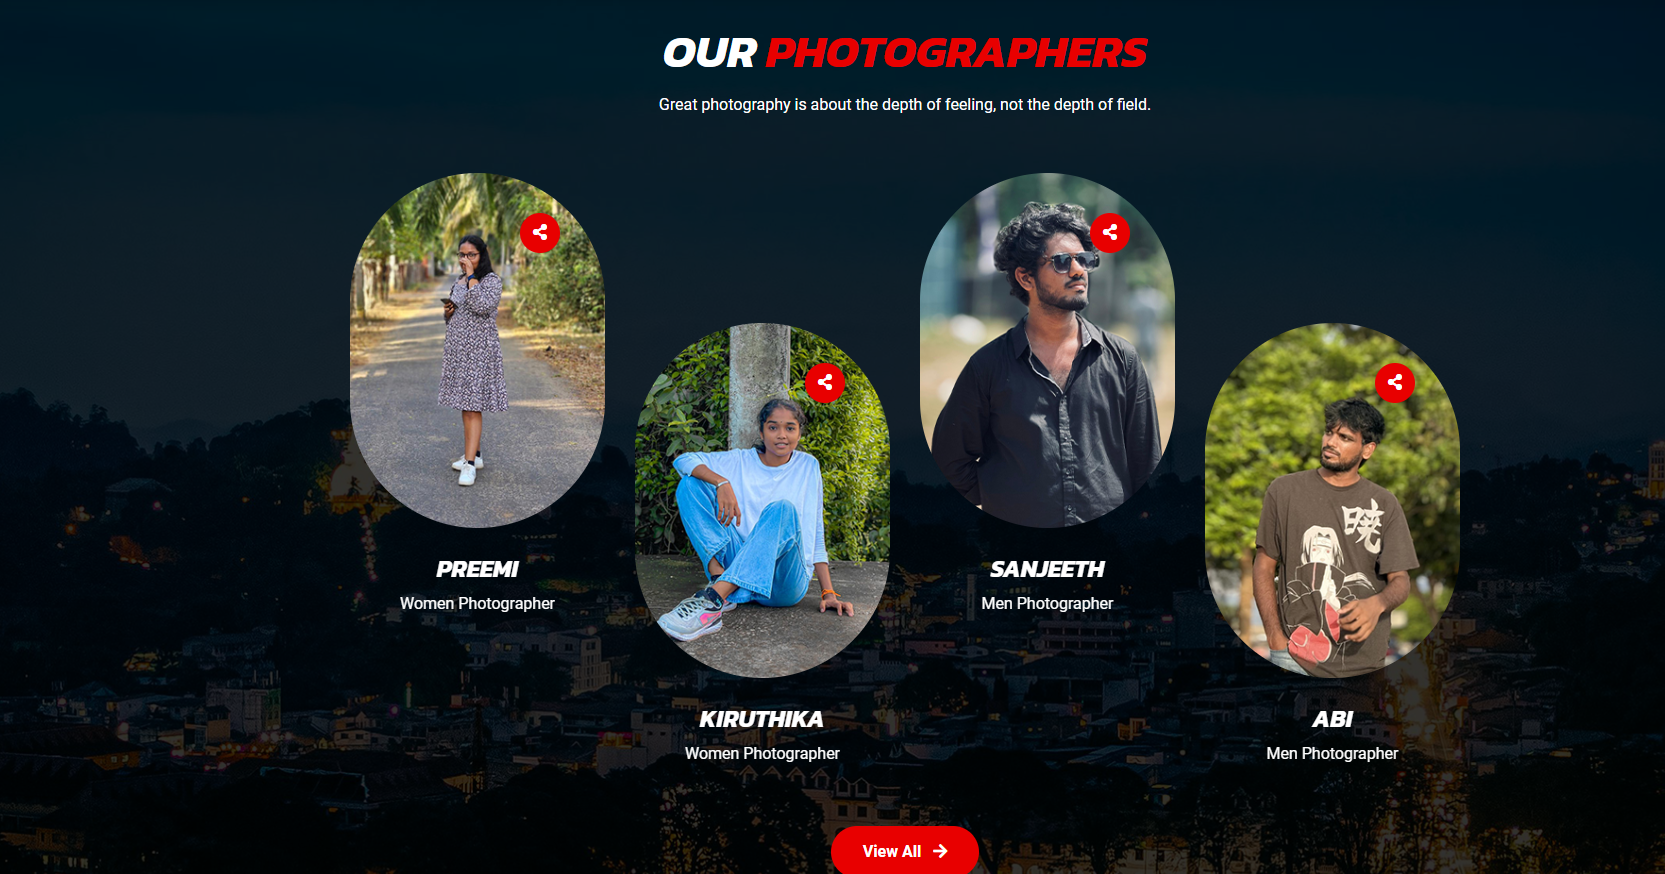 OUR PHOTOGRAPHERS
Great photography is about the depth of feeling, not the depth of field.
PREEMI
Women Photographer
KIRUTHIKA
Women Photographer
SANJEETH
Men Photographer
暁
ABI
Men Photographer
View All